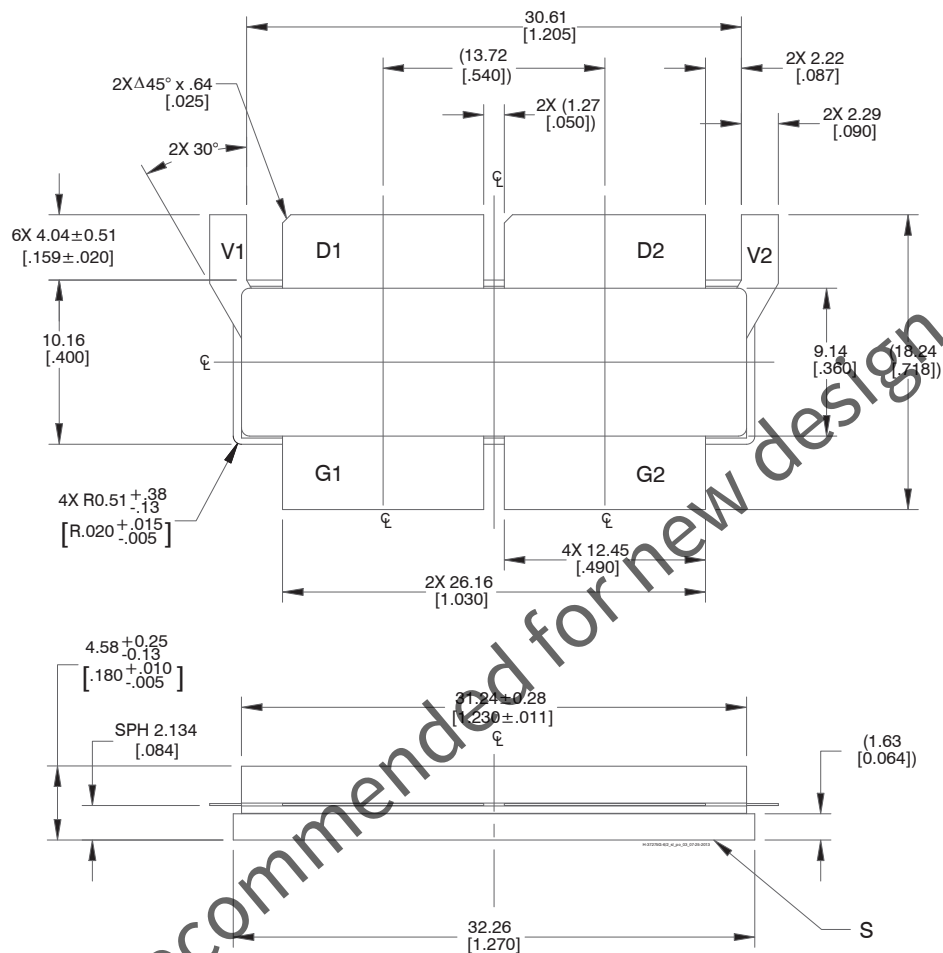 30.61
[1.205]
(13.72
[.540])
2X 2.22
[.087]
2X Δ45° x .64
[.025]
2X (1.27
[.050])
2X 2.29
[.090]
2X 30°
℄
6X 4.04±0.51
[.159±.020]
V1
D1
D2
V2
10.16
[.400]
℄
9.14
[.360]
(18.24
[.718])
G1
G2
4X R0.51 +.38 -.13
[R.020 +.015 -.005]
℄
℄
4X 12.45
[.490]
2X 26.16
[1.030]
4.58 +0.25 -0.13
[.180 +.010 -.005]
31.24±0.28
[1.230±.011]
SPH 2.134
[.084]
℄
(1.63
[0.064])
S
32.26
[1.270]
ecommended for new design